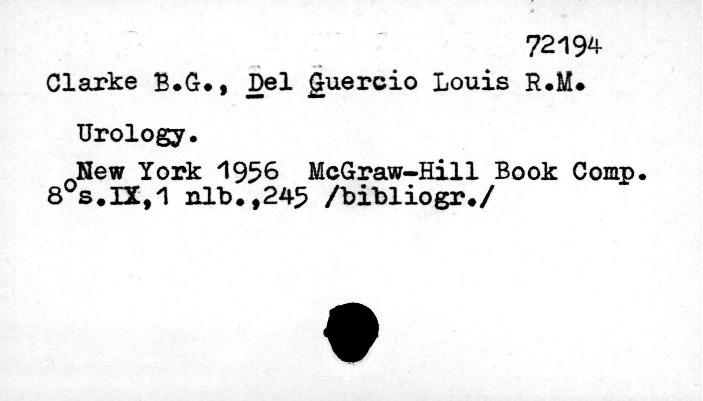 72194
Clarke B.G., Del Guercio Louis R.M.
Urology.
New York 1956 McGraw-Hill Book Comp.
8°s.IX,1 nlb.,245 /bibliogr./